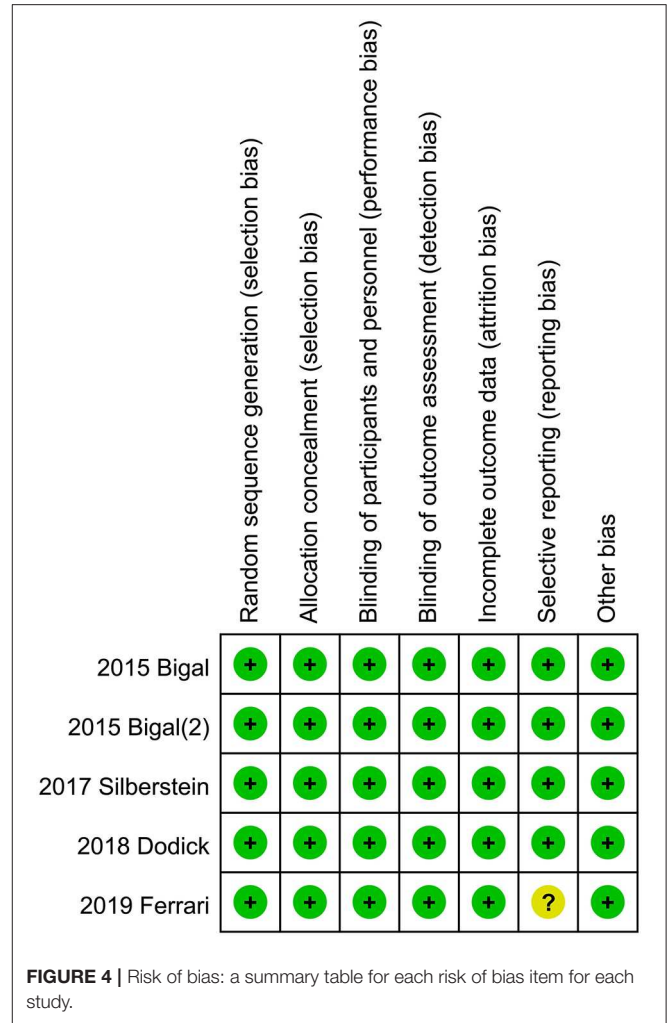 Random sequence generation (selection bias)
Allocation concealment (selection bias)
Blinding of participants and personnel (performance bias)
Blinding of outcome assessment (detection bias)
Incomplete outcome data (attrition bias)
Selective reporting (reporting bias)
Other bias
2015 Bigal + + + + + + +
2015 Bigal(2) + + + + + + +
2017 Silberstein + + + + + + +
2018 Dodick + + + + + + +
2019 Ferrari + + + + + ? +
FIGURE 4 | Risk of bias: a summary table for each risk of bias item for each
study.